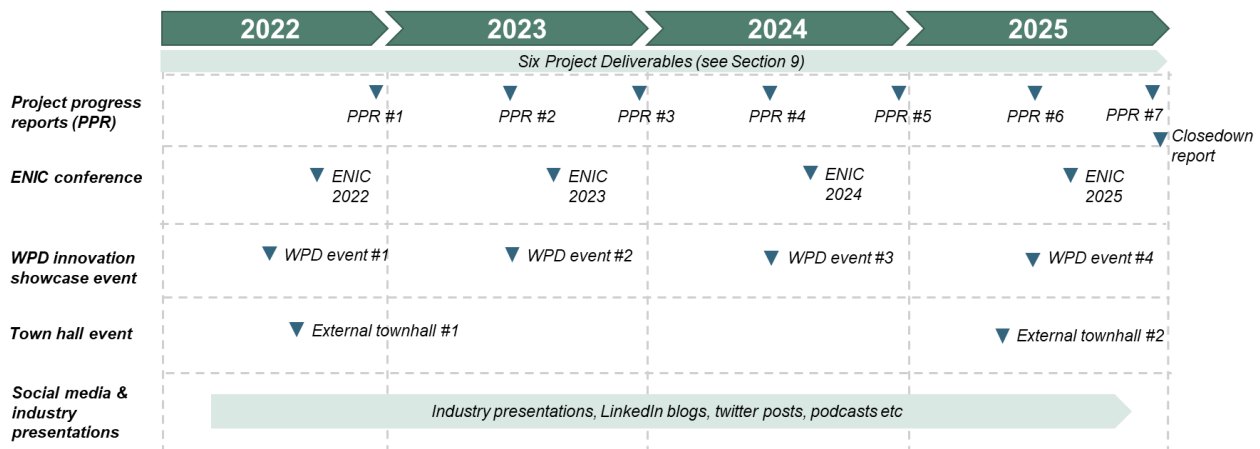 2022 2023 2024 2025
Six Project Deliverables (see Section 9)
Project progress
reports (PPR)
PPR #1 PPR #2 PPR #3 PPR #4 PPR #5 PPR #6 PPR #7
Closedown
report
ENIC conference
ENIC
2022
ENIC
2023
ENIC
2024
ENIC
2025
WPD innovation
showcase event
WPD event #1 WPD event #2 WPD event #3 WPD event #4
Town hall event
External townhall #1 External townhall #2
Social media &
industry
presentations
Industry presentations, LinkedIn blogs, twitter posts, podcasts etc